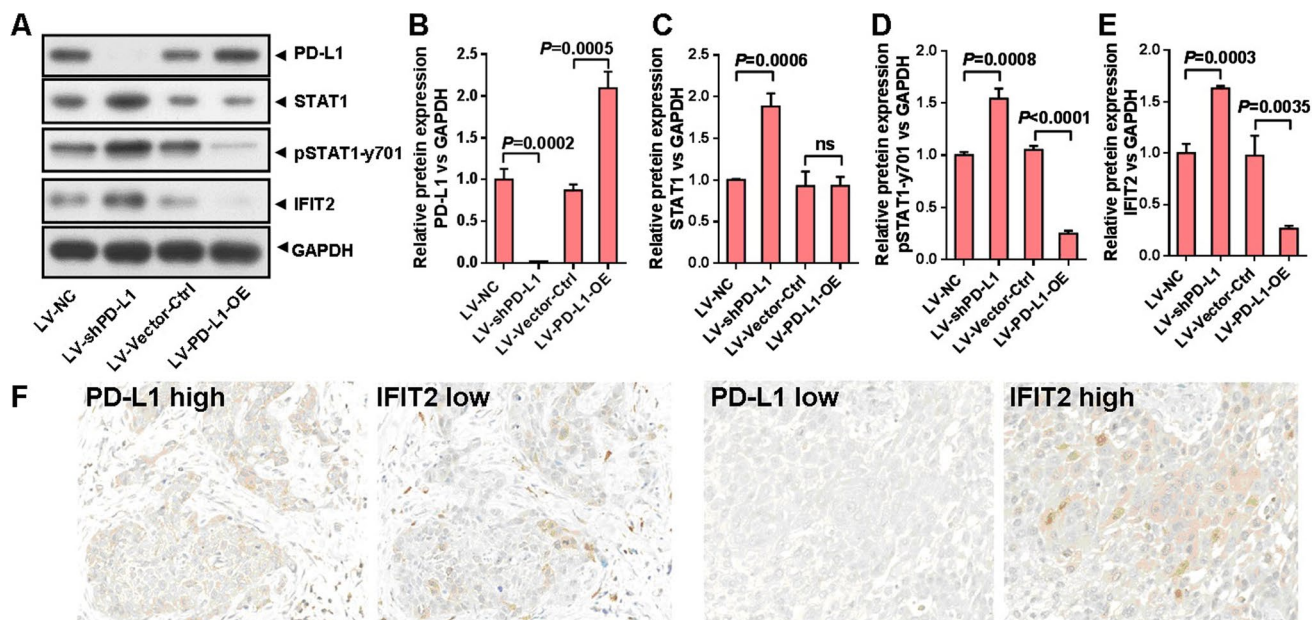 A
PD-L1
STAT1
pSTAT1-y701
IFIT2
GAPDH
LV-NC
LV-shPD-L1
LV-Vector-Ctrl
LV-PD-L1-OE
B
Relative pretein expression
PD-L1 vs GAPDH
2.5
2.0
1.5
1.0
0.5
0.0
P=0.0002
P=0.0005
LV-NC
LV-shPD-L1
LV-Vector-Ctrl
LV-PD-L1-OE
C
Relative pretein expression
STAT1 vs GAPDH
2.5
2.0
1.5
1.0
0.5
0.0
P=0.0006
ns
LV-NC
LV-shPD-L1
LV-Vector-Ctrl
LV-PD-L1-OE
D
Relative pretein expression
pSTAT1-y701 vs GAPDH
2.0
1.5
1.0
0.5
0.0
P=0.0008
P<0.0001
LV-NC
LV-shPD-L1
LV-Vector-Ctrl
LV-PD-L1-OE
E
Relative pretein expression
IFIT2 vs GAPDH
2.0
1.5
1.0
0.5
0.0
P=0.0003
P=0.0035
LV-NC
LV-shPD-L1
LV-Vector-Ctrl
LV-PD-L1-OE
F
PD-L1 high
IFIT2 low
PD-L1 low
IFIT2 high